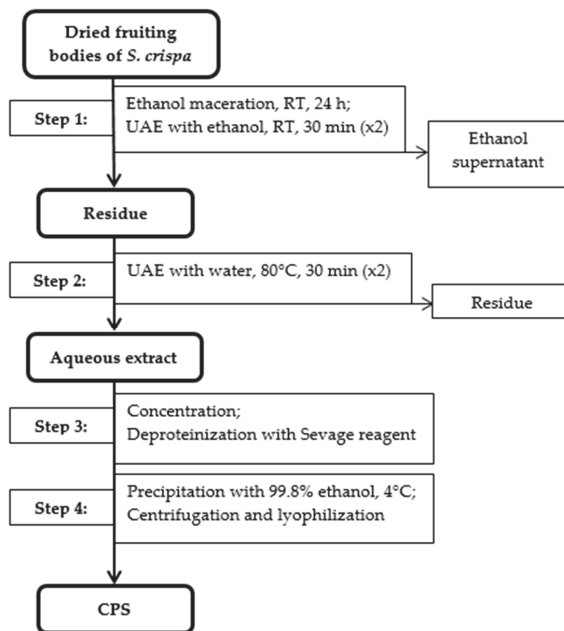 Dried fruiting
bodies of S. crispa
Step 1:
Ethanol maceration, RT, 24 h;
UAE with ethanol, RT, 30 min (x2)
Ethanol
supernatant
Residue
Step 2:
UAE with water, 80°C, 30 min (x2)
Residue
Aqueous extract
Step 3:
Concentration;
Deproteinization with Sevage reagent
Step 4:
Precipitation with 99.8% ethanol, 4°C;
Centrifugation and lyophilization
CPS